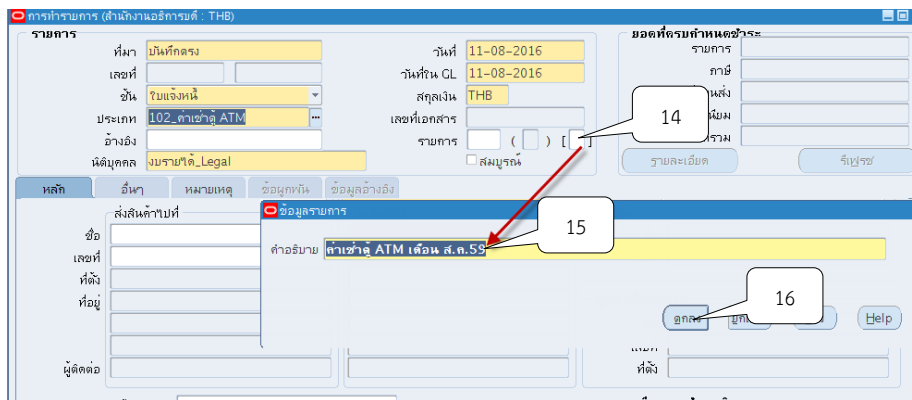 การทำรายการ (สำนักงานอธิการบดี : THB)
รายการ
ยอดที่ครบกำหนดชำระ
ที่มา บันทึกตรง วันที่ 11-08-2016 รายการ
เลขที่ วันที่ใน GL 11-08-2016 ภาษี
ชั้น ใบแจ้งหนี้ สกุลเงิน THB
ประเภท 102_ค่าเช่าตู้ ATM ... เลขที่เอกสาร 14
อ้างอิง รายการ ( ) [ ]
นิติบุคคล งบรายได้_Legal สมบูรณ์ รายละเอียด รีเฟรช
หลัก อื่นๆ หมายเหตุ ข้อผูกพัน ข้อมูลอ้างอิง
ส่งสินค้าไปที่
ข้อมูลรายการ
ชื่อ
15
คำอธิบาย ค่าเช่าตู้ ATM เดือน ส.ค.59
เลขที่
ที่ตั้ง
ที่อยู่
16
ตกลง Help
เลขที่
ผู้ติดต่อ ที่ตั้ง